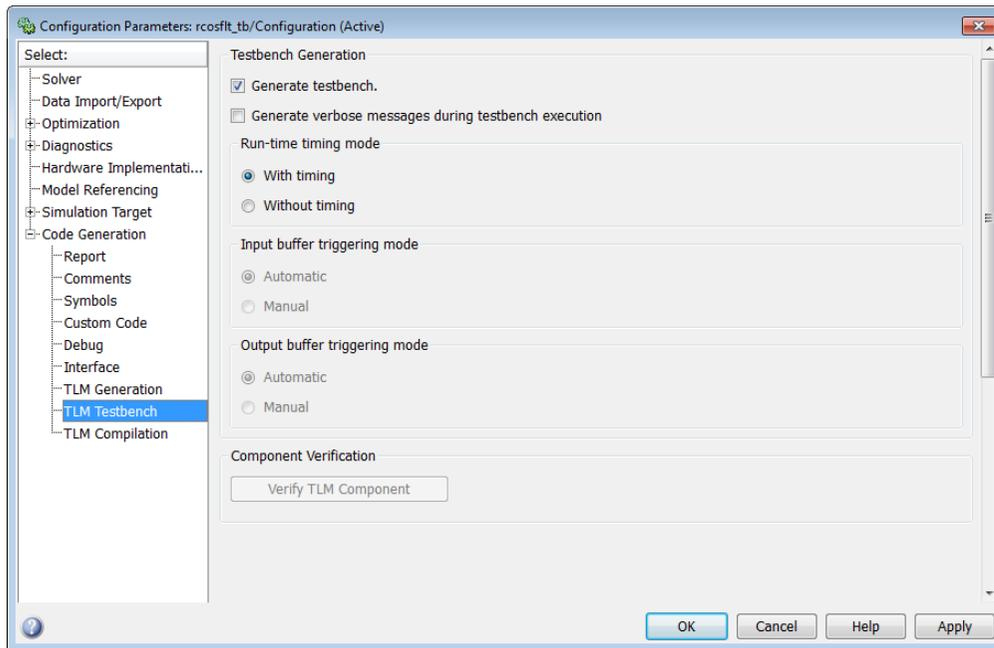 Configuration Parameters: rcosflt_tb/Configuration (Active)
Select:
Solver
Data Import/Export
Optimization
Diagnostics
Hardware Implementati...
Model Referencing
Simulation Target
Code Generation
Report
Comments
Symbols
Custom Code
Debug
Interface
TLM Generation
TLM Testbench
TLM Compilation
Testbench Generation
Generate testbench.
Generate verbose messages during testbench execution
Run-time timing mode
With timing
Without timing
Input buffer triggering mode
Automatic
Manual
Output buffer triggering mode
Automatic
Manual
Component Verification
Verify TLM Component
OK Cancel Help Apply